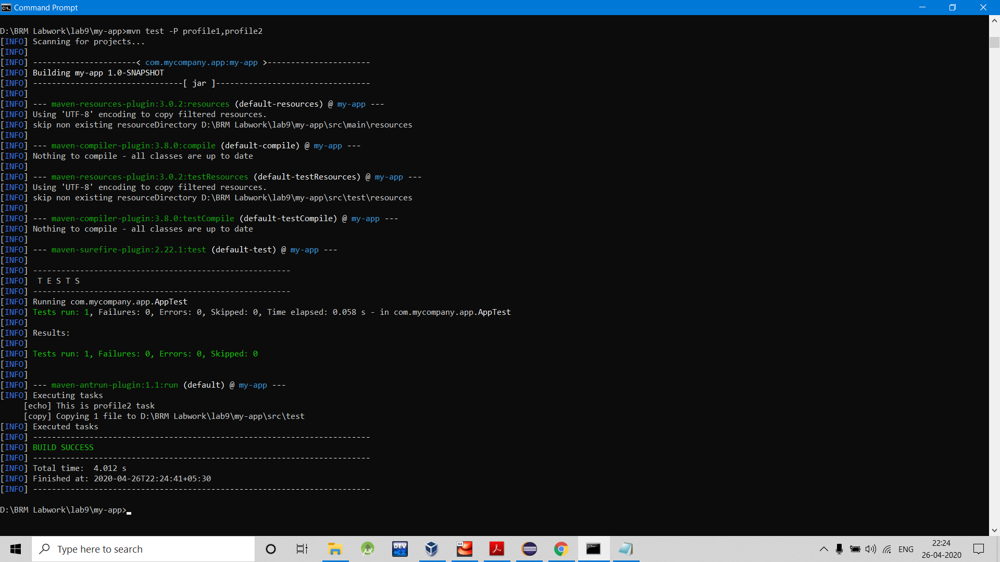 Command Prompt
D:\BRM Labwork\lab9\my-app>mvn test -P profile1,profile2
[INFO] Scanning for projects...
[INFO]
[INFO] ----------------------< com.mycompany.app:my-app >----------------------
[INFO] Building my-app 1.0-SNAPSHOT
[INFO] --------------------------------[ jar ]---------------------------------
[INFO]
[INFO] --- maven-resources-plugin:3.0.2:resources (default-resources) @ my-app ---
[INFO] Using 'UTF-8' encoding to copy filtered resources.
[INFO] skip non existing resourceDirectory D:\BRM Labwork\lab9\my-app\src\main\resources
[INFO]
[INFO] --- maven-compiler-plugin:3.8.0:compile (default-compile) @ my-app ---
[INFO] Nothing to compile - all classes are up to date
[INFO]
[INFO] --- maven-resources-plugin:3.0.2:testResources (default-testResources) @ my-app ---
[INFO] Using 'UTF-8' encoding to copy filtered resources.
[INFO] skip non existing resourceDirectory D:\BRM Labwork\lab9\my-app\src\test\resources
[INFO]
[INFO] --- maven-compiler-plugin:3.8.0:testCompile (default-testCompile) @ my-app ---
[INFO] Nothing to compile - all classes are up to date
[INFO]
[INFO] --- maven-surefire-plugin:2.22.1:test (default-test) @ my-app ---
[INFO]
[INFO] -------------------------------------------------------
[INFO]  T E S T S
[INFO] -------------------------------------------------------
[INFO] Running com.mycompany.app.AppTest
[INFO] Tests run: 1, Failures: 0, Errors: 0, Skipped: 0, Time elapsed: 0.058 s - in com.mycompany.app.AppTest
[INFO]
[INFO] Results:
[INFO]
[INFO] Tests run: 1, Failures: 0, Errors: 0, Skipped: 0
[INFO]
[INFO]
[INFO] --- maven-antrun-plugin:1.1:run (default) @ my-app ---
[INFO] Executing tasks
     [echo] This is profile2 task
     [copy] Copying 1 file to D:\BRM Labwork\lab9\my-app\src\test
[INFO] Executed tasks
[INFO] ------------------------------------------------------------------------
[INFO] BUILD SUCCESS
[INFO] ------------------------------------------------------------------------
[INFO] Total time:  4.012 s
[INFO] Finished at: 2020-04-26T22:24:41+05:30
[INFO] ------------------------------------------------------------------------
D:\BRM Labwork\lab9\my-app>
Type here to search
DEV
C++
64
ENG
22:24
26-04-2020